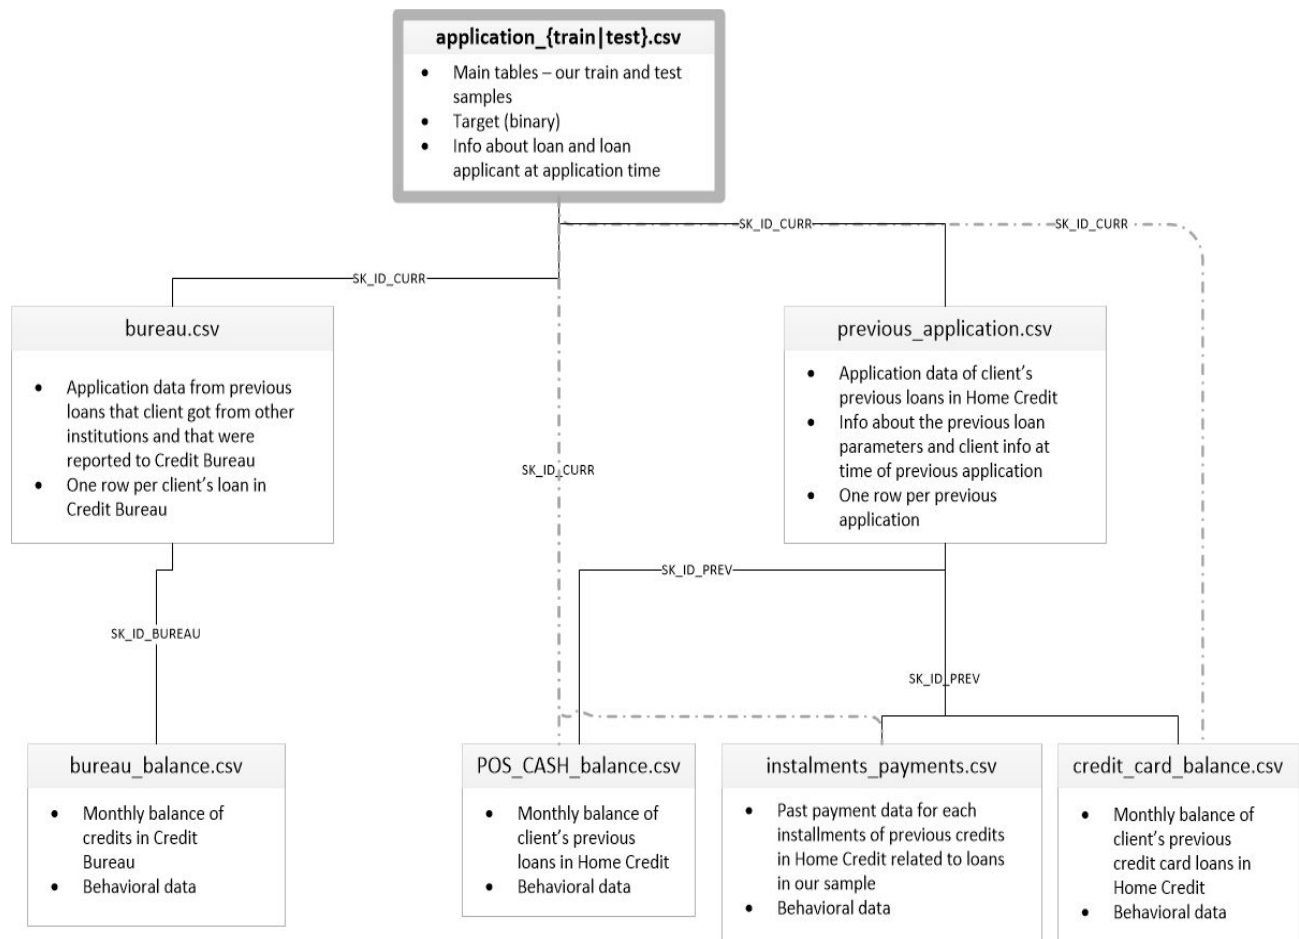 application_{train|test}.csv
• Main tables – our train and test
samples
• Target (binary)
• Info about loan and loan
applicant at application time
SK_ID_CURR
SK_ID_CURR
SK_ID_CURR
bureau.csv
• Application data from previous
loans that client got from other
institutions and that were
reported to Credit Bureau
• One row per client's loan in
Credit Bureau
previous_application.csv
• Application data of client's
previous loans in Home Credit
• Info about the previous loan
parameters and client info at
time of previous application
• One row per previous
application
SK_ID_CURR
SK_ID_PREV
SK_ID_BUREAU
SK_ID_PREV
bureau_balance.csv
• Monthly balance of
credits in Credit
Bureau
• Behavioral data
POS_CASH_balance.csv
• Monthly balance of
client's previous
loans in Home Credit
• Behavioral data
instalments_payments.csv
• Past payment data for each
installments of previous credits
in Home Credit related to loans
in our sample
• Behavioral data
credit_card_balance.csv
• Monthly balance of
client's previous
credit card loans in
Home Credit
• Behavioral data